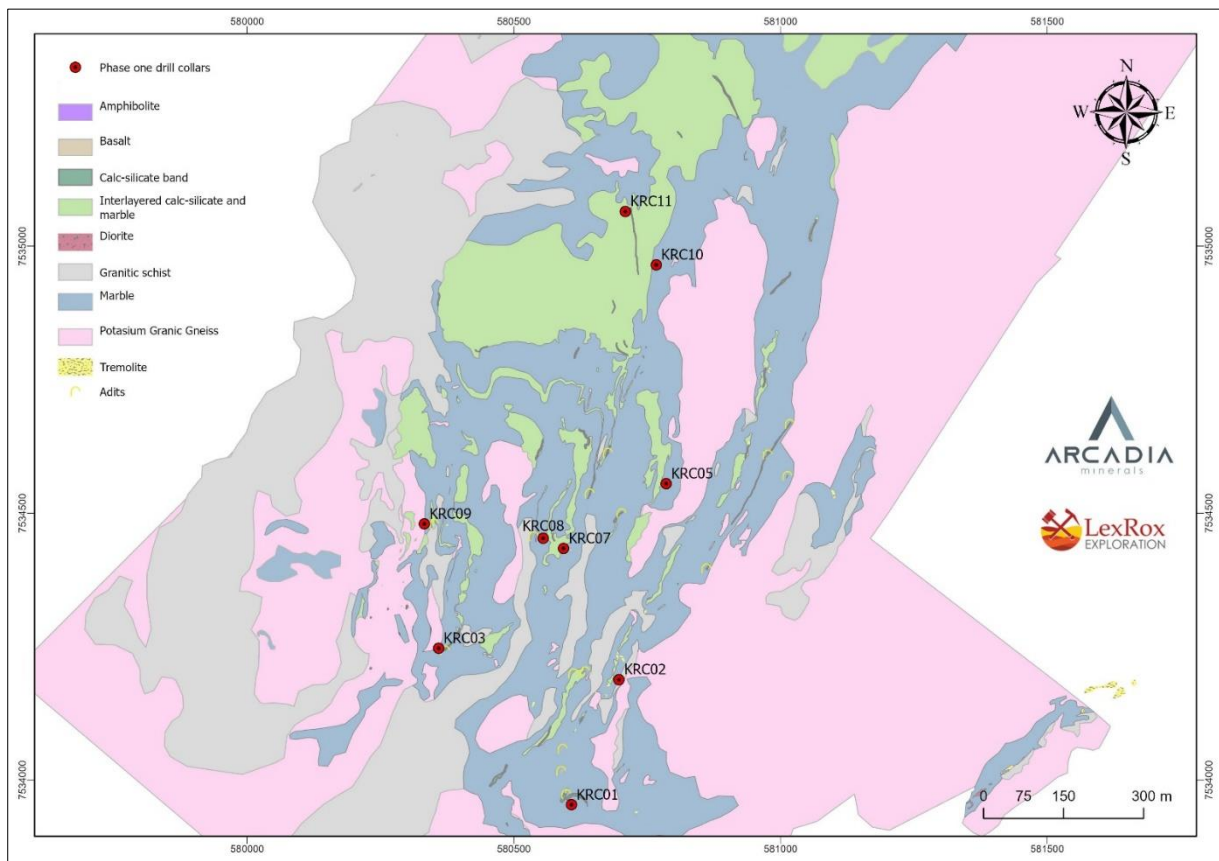 580000 580500 581000 581500
Phase one drill collars
Amphibolite
Basalt
Calc-silicate band
Interlayered calc-silicate and
marble
Diorite
Granitic schist
Marble
Potasium Granic Gneiss
Tremolite
Adits
N
W E
S
KRC11
KRC10
7535000 7535000
KRC05
KRC09
KRC08
KRC07
7534500 7534500
KRC03
KRC02
KRC01
7534000 7534000
ARCADIA
minerals
LexRox
EXPLORATION
0 75 150 300 m
580000 580500 581000 581500